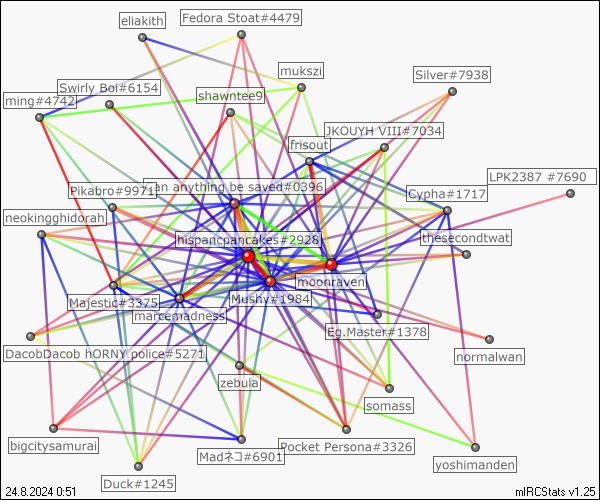 eliakith
Fedora Stoat#4479
mukszi
Silver#7938
Swirly Boi#6154
ming#4742
shawntee9
JKOUYH VIII#7034
frisout
LPK2387 #7690
Pikabro#9971
an anything be saved#0396
Cypha#1717
neokingghidorah
hispancpancakes#2928
thesecondtwat
moonraven
Majestic#3375
Mushy#1984
marcemadness
Eg.Master#1378
DacobDacob hORNY police#5271
normalwan
zebula
somass
bigcitysamurai
Madネコ#6901
Pocket Persona#3326
yoshimanden
Duck#1245
24.8.2024 0:51
mIRCStats v1.25